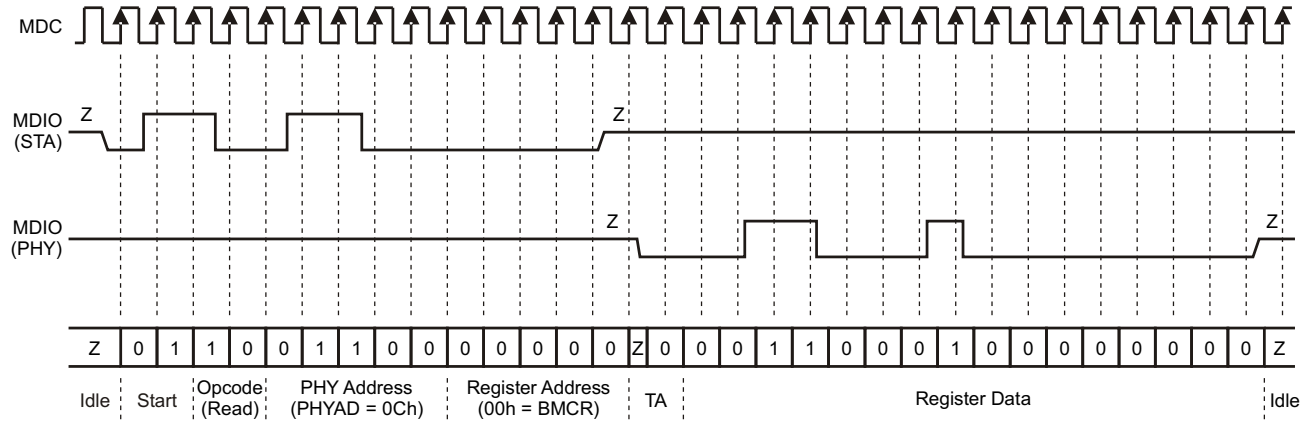 MDC
Z Z
MDIO
(STA)
Z Z
MDIO
(PHY)
Z 0 1 1 0 0 1 1 0 0 0 0 0 0 0 Z 0 0 0 1 1 0 0 0 1 0 0 0 0 0 0 0 0 Z
Idle Start Opcode (Read) PHY Address (PHYAD = 0Ch) Register Address (00h = BMCR) TA Register Data Idle